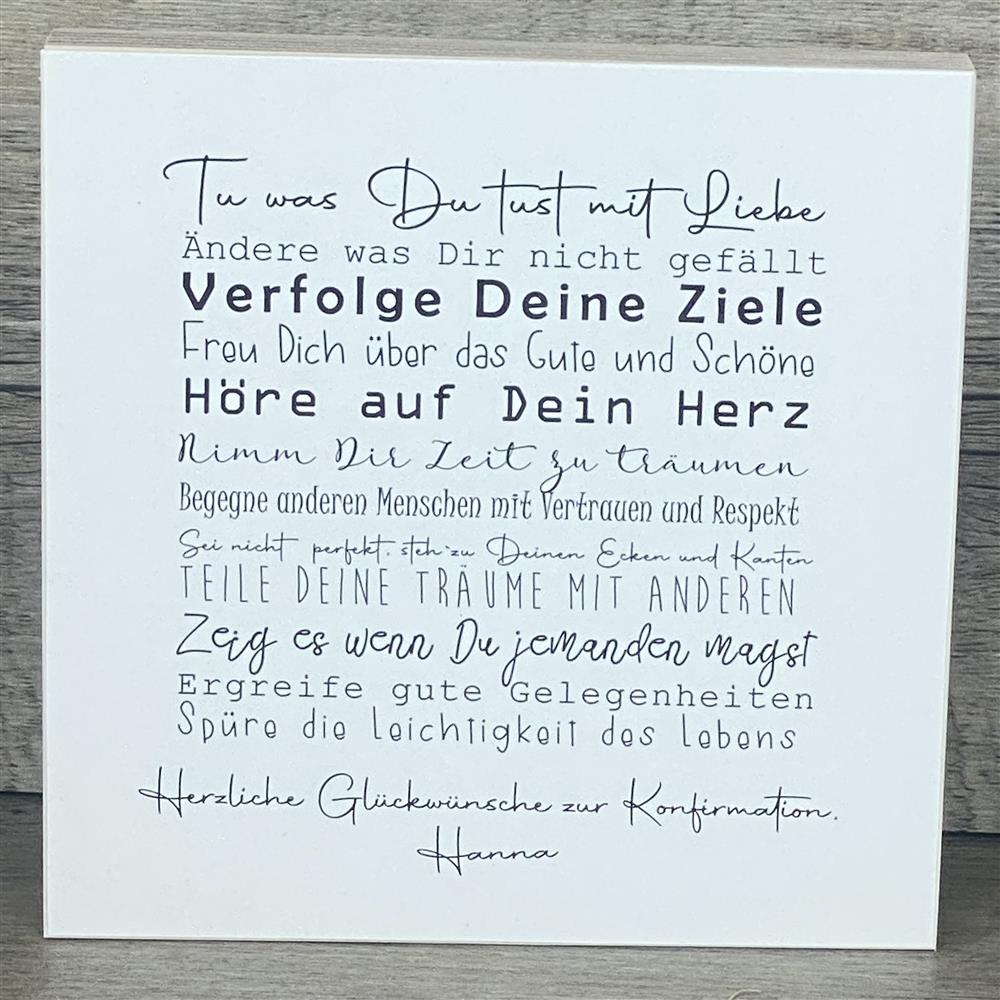 Tu was Du tust mit Liebe
Ändere was Dir nicht gefällt
Verfolge Deine Ziele
Freu Dich über das Gute und Schöne
Höre auf Dein Herz
Nimm Dir Zeit zu träumen
Begegne anderen Menschen mit Vertrauen und Respekt
Sei nicht perfekt, steh zu Deinen Ecken und Kanten
TEILE DEINE TRÄUME MIT ANDEREN
Zeig es wenn Du jemanden magst
Ergreife gute Gelegenheiten
Spüre die Leichtigkeit des Lebens
Herzliche Glückwünsche zur Konfirmation.
Hanna